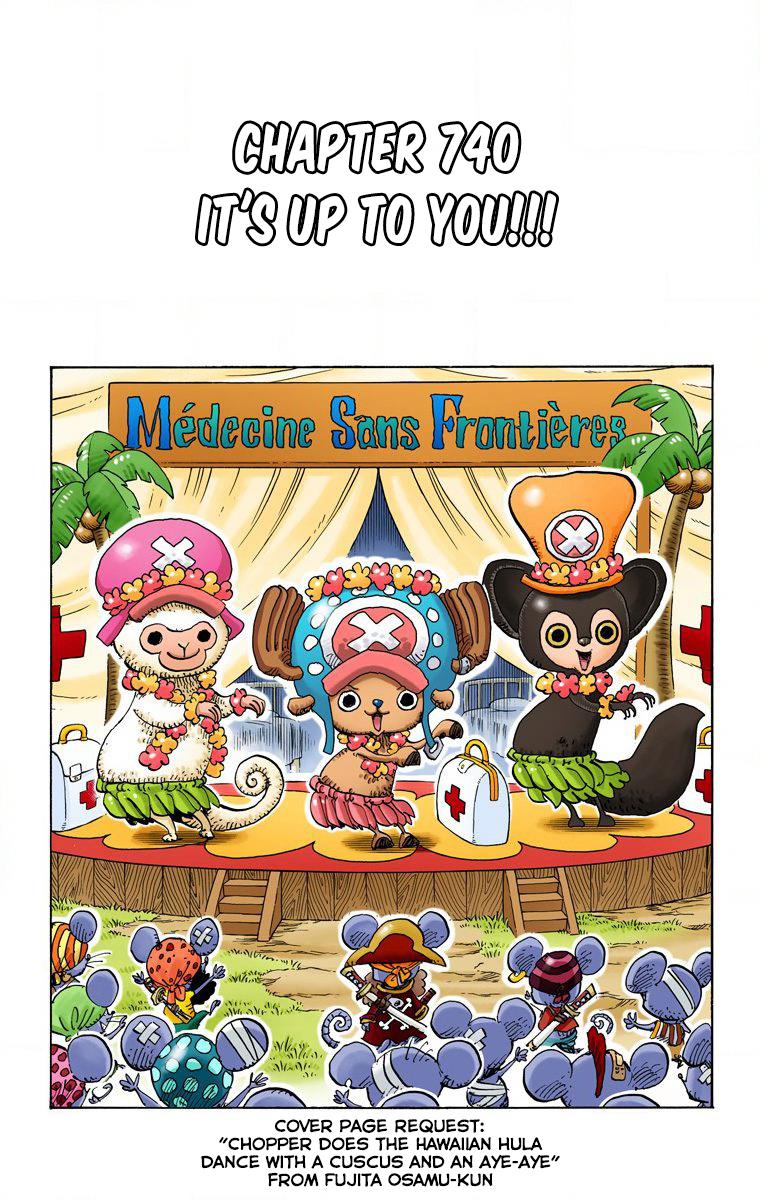 CHAPTER 740
IT'S UP TO YOU!!!
Médecine Sans Frontières
COVER PAGE REQUEST:
"CHOPPER DOES THE HAWAIIAN HULA
DANCE WITH A CUSCUS AND AN AYE-AYE"
FROM FUJITA OSAMU-KUN